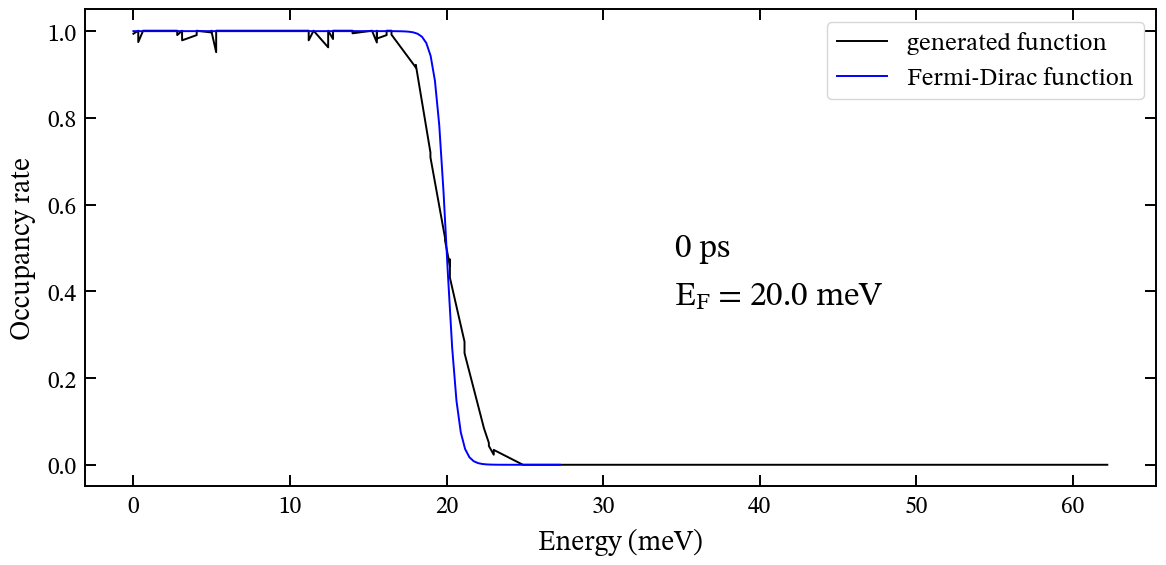 1.0
0.8
0.6
0.4
0.2
0.0
Occupancy rate
generated function
Fermi-Dirac function
0 ps
E_F = 20.0 meV
0 10 20 30 40 50 60
Energy (meV)